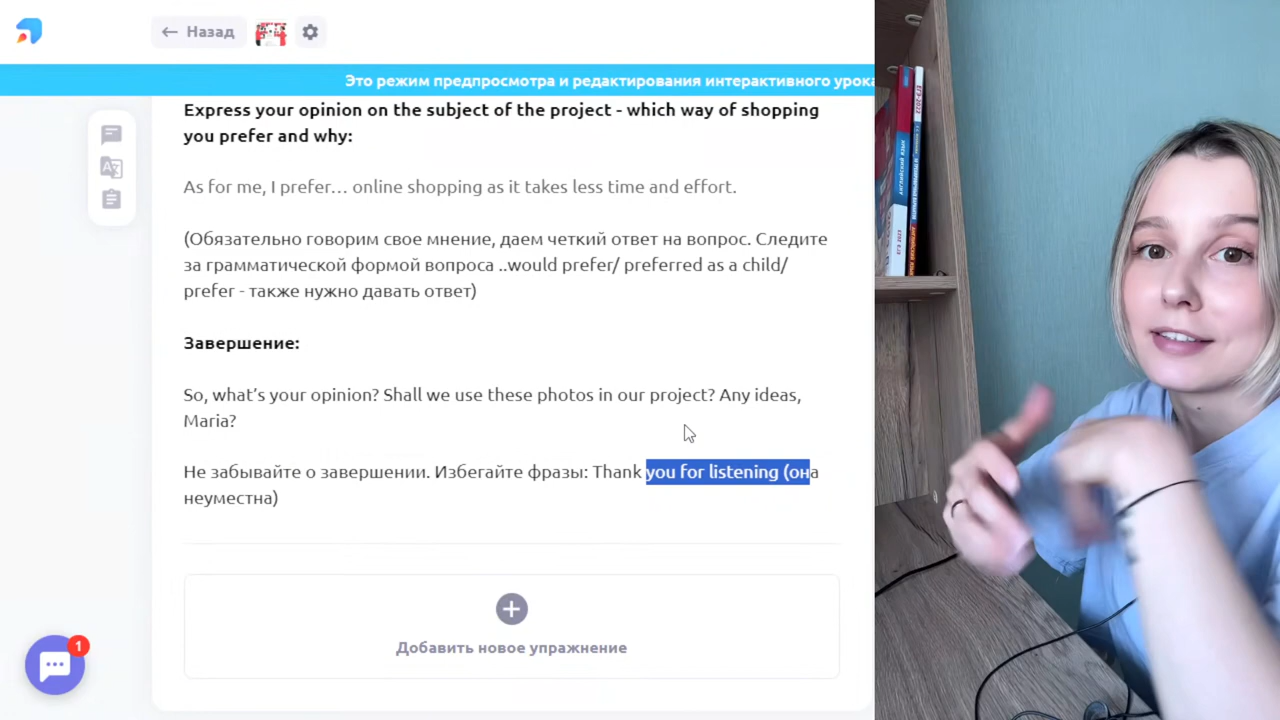 Назад
Это режим предпросмотра и редактирования интерактивного урока
Express your opinion on the subject of the project - which way of shopping
you prefer and why:
As for me, I prefer… online shopping as it takes less time and effort.
(Обязательно говорим свое мнение, даем четкий ответ на вопрос. Следите
за грамматической формой вопроса ..would prefer/ preferred as a child/
prefer - также нужно давать ответ)
Завершение:
So, what’s your opinion? Shall we use these photos in our project? Any ideas,
Maria?
Не забывайте о завершении. Избегайте фразы: Thank you for listening (она
неуместна)
Добавить новое упражнение
1